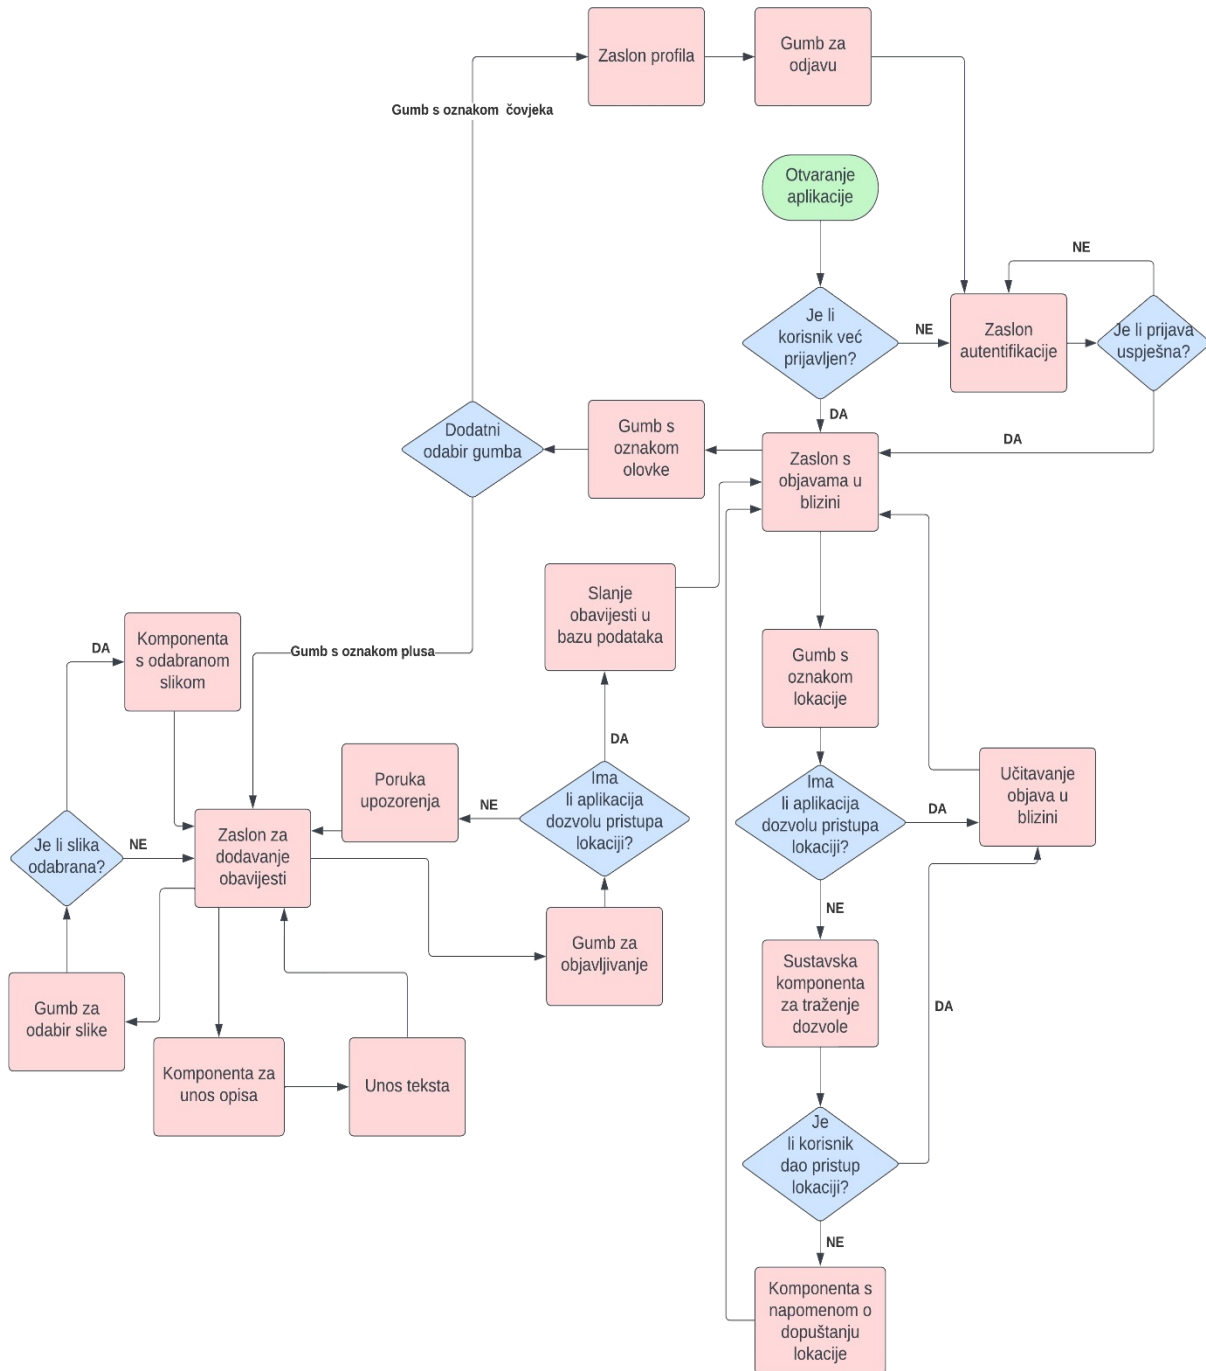 Zaslon profila
Gumb za
odjavu
Gumb s oznakom  čovjeka
Otvaranje
aplikacije
NE
Je li
korisnik već
prijavljen?
NE
Zaslon
autentifikacije
Je li prijava
uspješna?
DA
DA
Dodatni
odabir gumba
Gumb s
oznakom
olovke
Zaslon s
objavama u
blizini
Slanje
obavijesti u
bazu podataka
Komponenta
s odabranom
slikom
DA
Gumb s oznakom plusa
Gumb s
oznakom
lokacije
DA
Poruka
upozorenja
NE
Ima
li aplikacija
dozvolu pristupa
lokaciji?
Ima
li aplikacija
dozvolu pristupa
lokaciji?
DA
Učitavanje
objava u
blizini
Je li slika
odabrana?
NE
Zaslon za
dodavanje
obavijesti
NE
Gumb za
objavljivanje
Sustavska
komponenta
za traženje
dozvole
DA
Gumb za
odabir slike
Komponenta za
unos opisa
Unos teksta
Je
li korisnik
dao pristup
lokaciji?
NE
Komponenta s
napomenom o
dopuštanju
lokacije